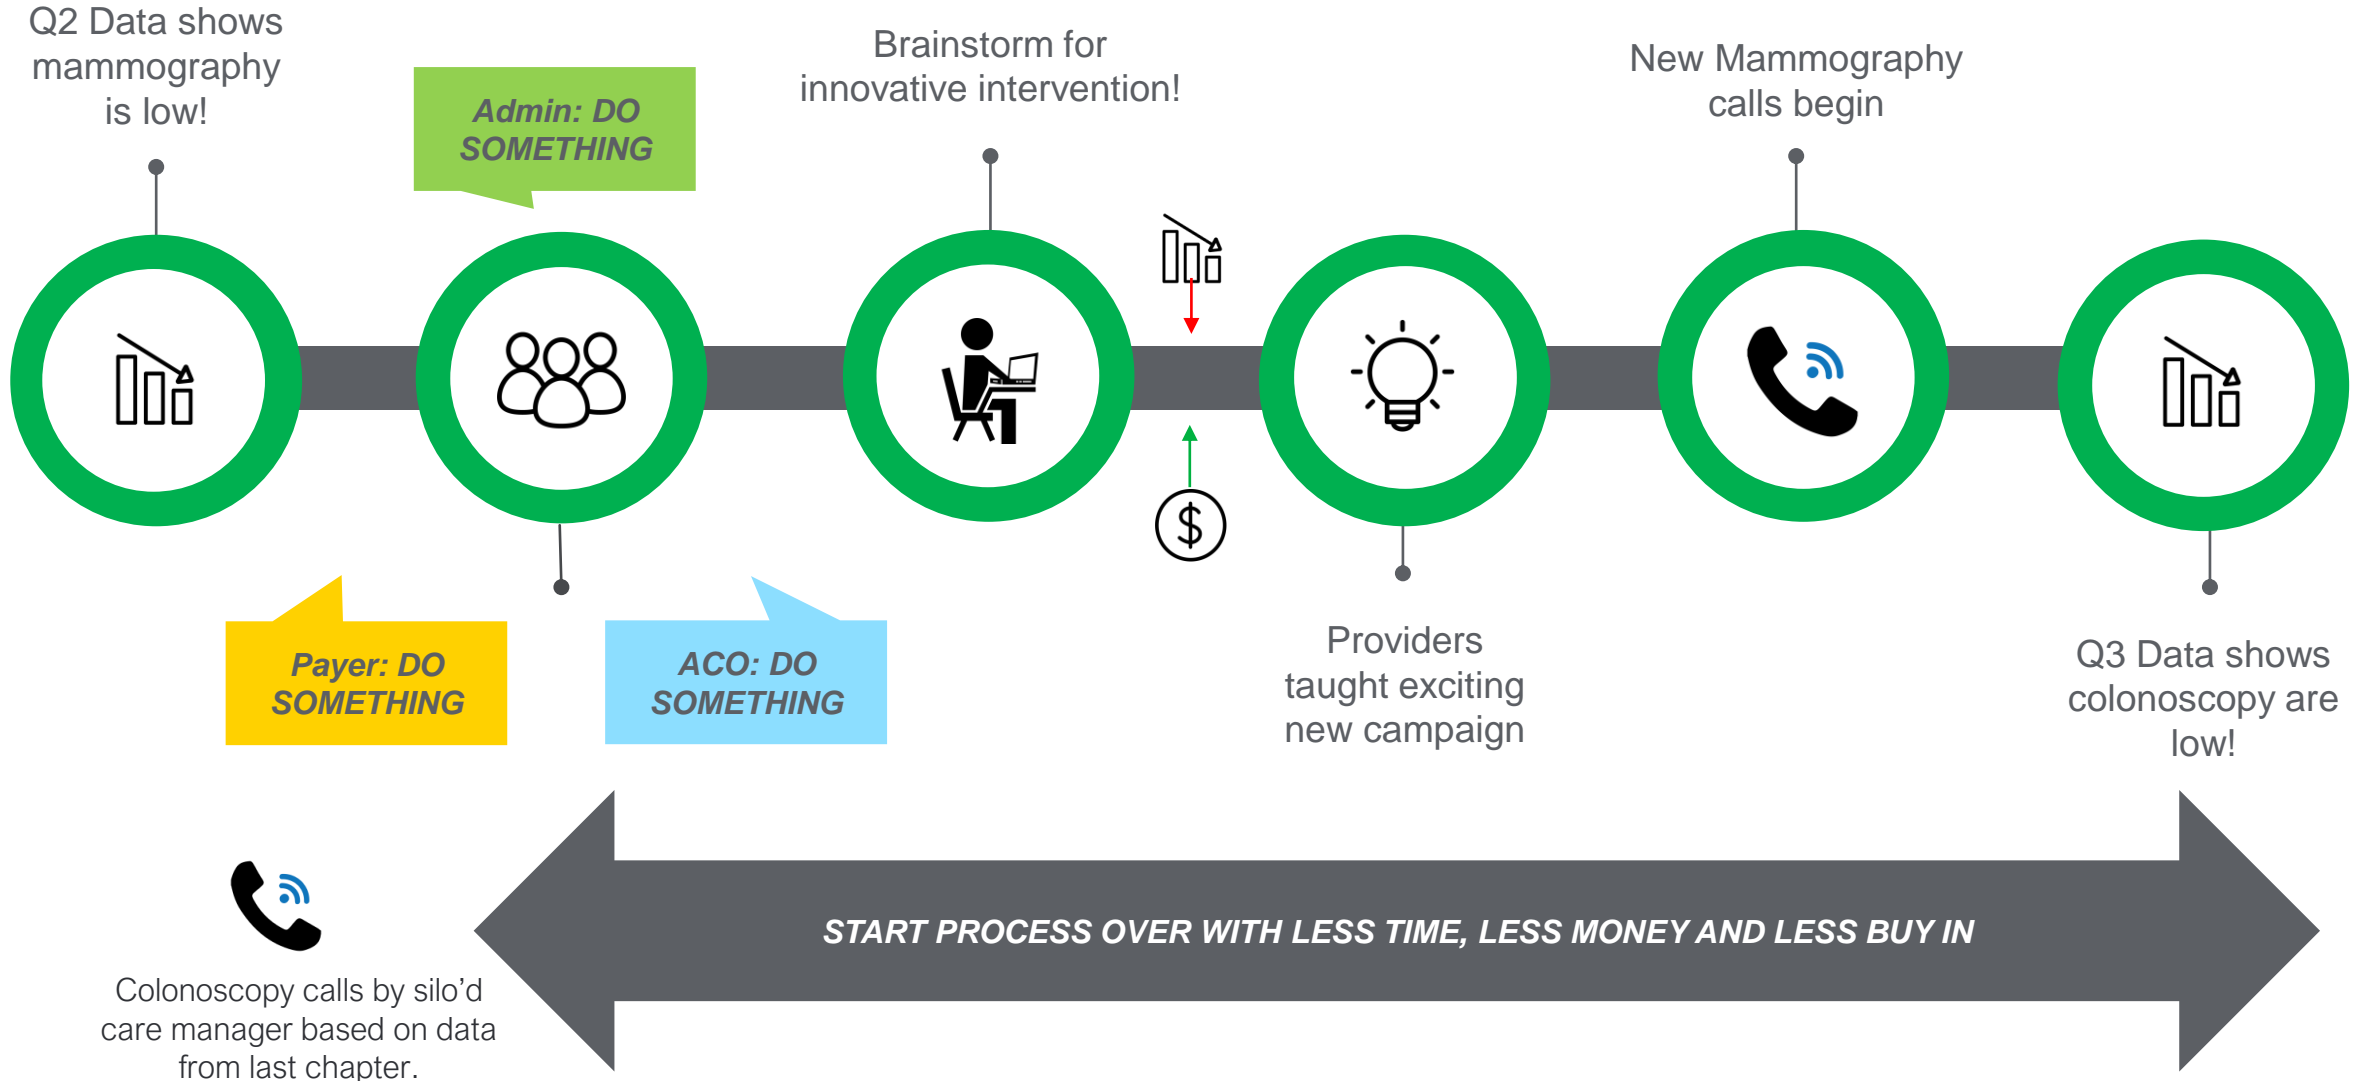 Q2 Data shows
mammography
is low!
Admin: DO
SOMETHING
Brainstorm for
innovative intervention!
New Mammography
calls begin
$
Payer: DO
SOMETHING
ACO: DO
SOMETHING
Providers
taught exciting
new campaign
Q3 Data shows
colonoscopy are
low!
START PROCESS OVER WITH LESS TIME, LESS MONEY AND LESS BUY IN
Colonoscopy calls by silo’d
care manager based on data
from last chapter.